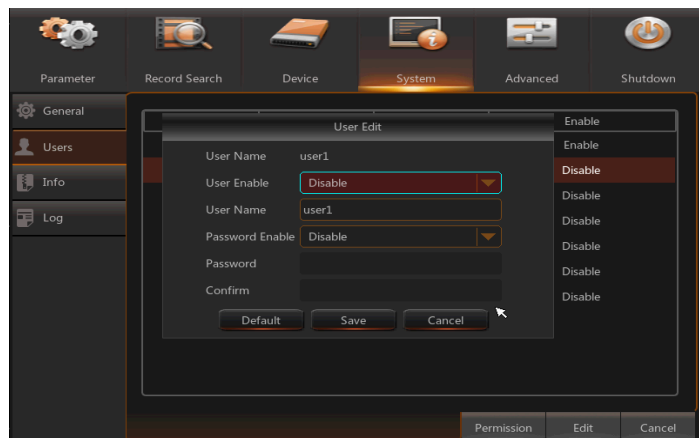 Parameter Record Search Device System Advanced Shutdown
General
Users
Info
Log
Enable
Enable
Disable
Disable
Disable
Disable
Disable
Disable
User Edit
User Name user1
User Enable Disable
User Name user1
Password Enable Disable
Password
Confirm
Default Save Cancel
Permission Edit Cancel